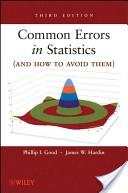 THIRD EDITION
Common Errors
in Statistics
(AND HOW TO AVOID THEM)
Phillip I. Good • James W. Hardin
WILEY